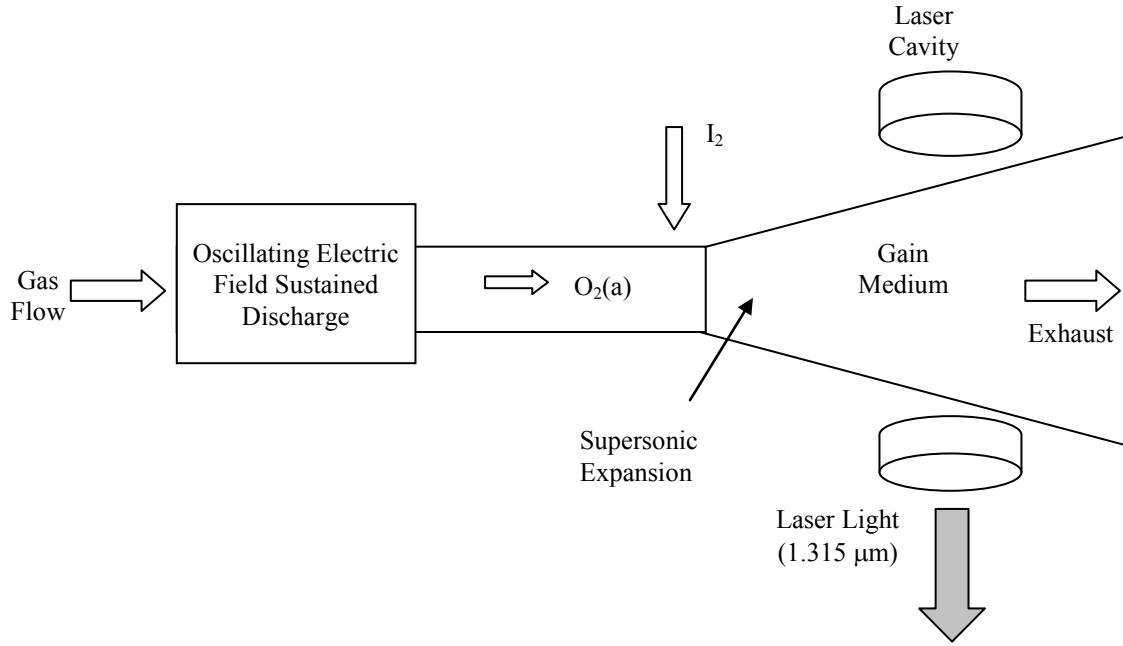 Laser
Cavity
I₂
Oscillating Electric
Field Sustained
Discharge
Gas
Flow
O₂(a)
Gain
Medium
Exhaust
Supersonic
Expansion
Laser Light
(1.315 μm)